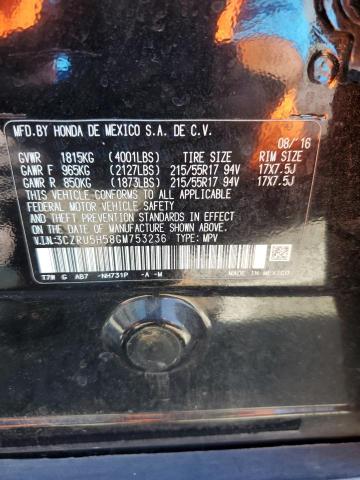 MFD.BY HONDA DE MEXICO S.A. DE C.V.
08/'16
GVWR 1815KG (4001LBS) TIRE SIZE RIM SIZE
GAWR F 965KG (2127LBS) 215/55R17 94V 17X7.5J
GAWR R 850KG (1873LBS) 215/55R17 94V 17X7.5J
THIS VEHICLE CONFORMS TO ALL APPLICABLE FEDERAL MOTOR VEHICLE
SAFETY, BUMPER, AND THEFT PREVENTION STANDARDS IN EFFECT ON
THE DATE OF MANUFACTURE SHOWN ABOVE.
V.I.N:3CZRU5H58GM753236 TYPE: MPV
T7W G AB7 -NH731P -A -M
MADE IN MEXICO